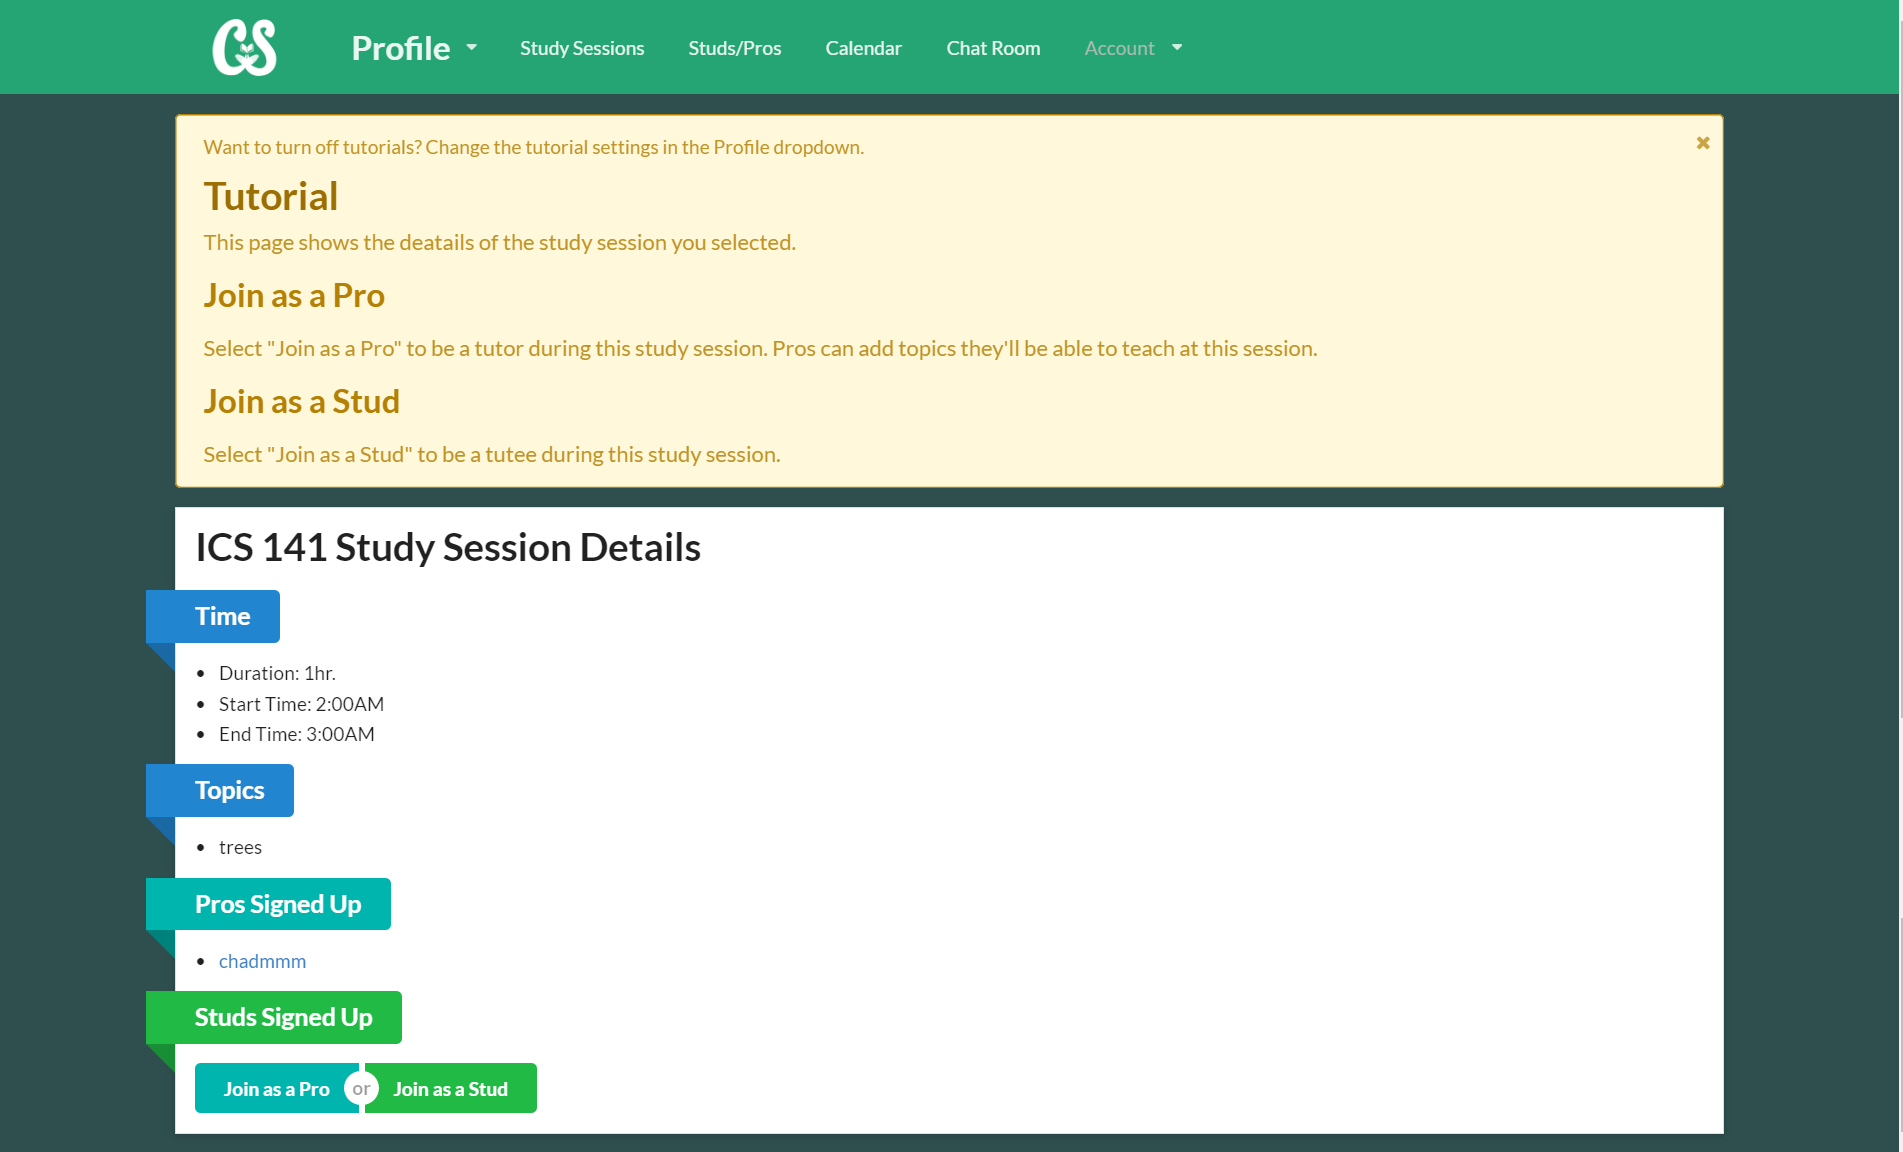 CS
Profile Study Sessions Studs/Pros Calendar Chat Room Account
Want to turn off tutorials? Change the tutorial settings in the Profile dropdown.
Tutorial
This page shows the deatails of the study session you selected.
Join as a Pro
Select "Join as a Pro" to be a tutor during this study session. Pros can add topics they'll be able to teach at this session.
Join as a Stud
Select "Join as a Stud" to be a tutee during this study session.
ICS 141 Study Session Details
Time
Duration: 1hr.
Start Time: 2:00AM
End Time: 3:00AM
Topics
trees
Pros Signed Up
chadmmm
Studs Signed Up
Join as a Pro or Join as a Stud